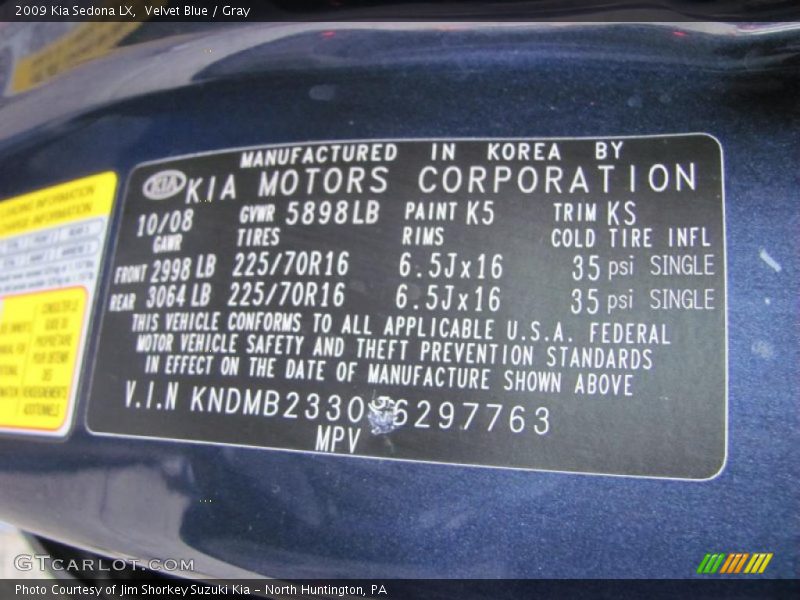 2009 Kia Sedona LX, Velvet Blue / Gray
MANUFACTURED IN KOREA BY
KIA KIA MOTORS CORPORATION
10/08 GVWR 5898LB PAINT K5 TRIM KS
GAWR TIRES RIMS COLD TIRE INFL
FRONT 2998 LB 225/70R16 6.5Jx16 35 psi SINGLE
REAR 3064 LB 225/70R16 6.5Jx16 35 psi SINGLE
THIS VEHICLE CONFORMS TO ALL APPLICABLE U.S.A. FEDERAL
MOTOR VEHICLE SAFETY AND THEFT PREVENTION STANDARDS
IN EFFECT ON THE DATE OF MANUFACTURE SHOWN ABOVE
V.I.N KNDMB233096297763
MPV
GTCARLOT.COM
Photo Courtesy of Jim Shorkey Suzuki Kia - North Huntington, PA